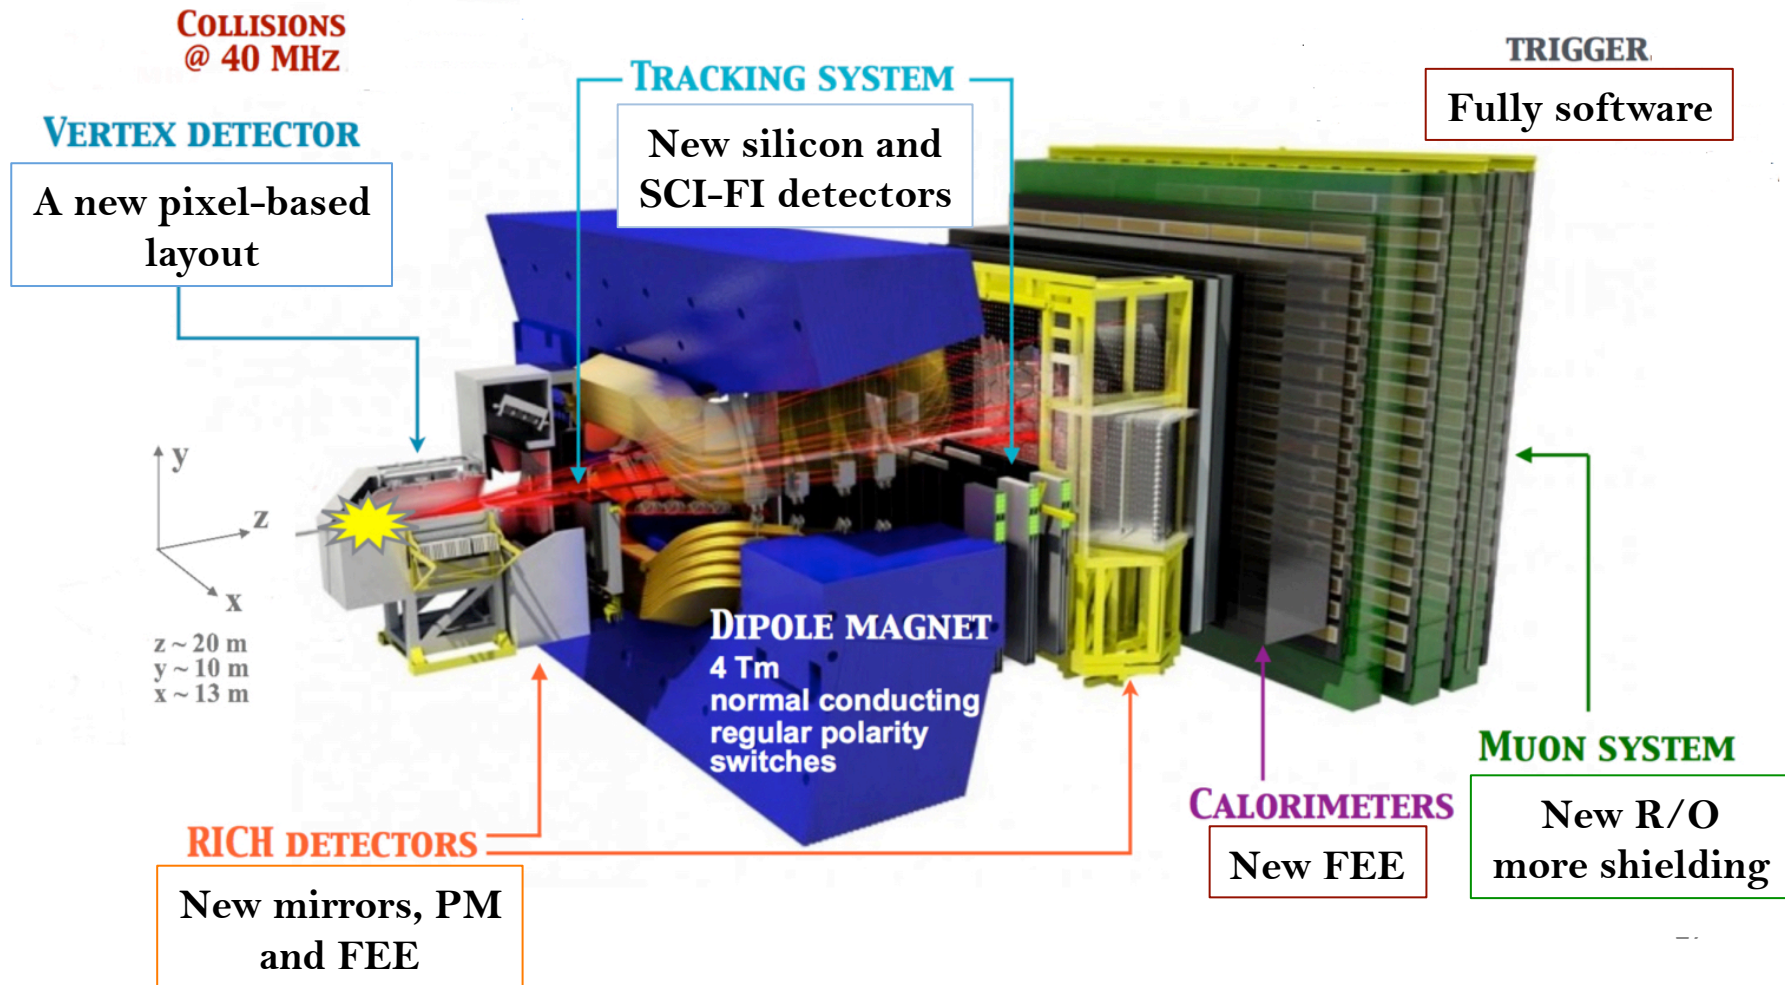 COLLISIONS
@ 40 MHz
TRIGGER
Fully software
TRACKING SYSTEM
New silicon and
SCI-FI detectors
VERTEX DETECTOR
A new pixel-based
layout
y
z
x
z ~ 20 m
y ~ 10 m
x ~ 13 m
DIPOLE MAGNET
4 Tm
normal conducting
regular polarity
switches
MUON SYSTEM
New R/O
more shielding
CALORIMETERS
New FEE
RICH DETECTORS
New mirrors, PM
and FEE